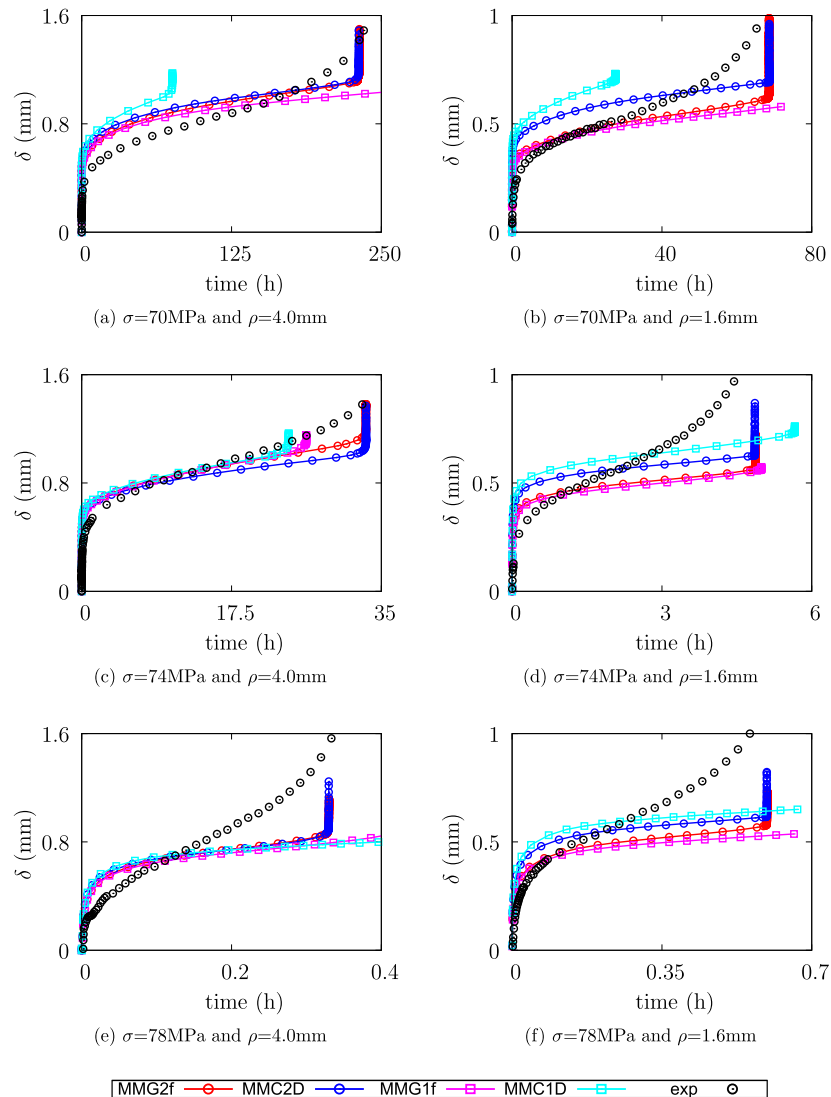 1.6
0.8
0
δ (mm)
0 125 250
time (h)
(a) σ=70MPa and ρ=4.0mm
1
0.5
0
δ (mm)
0 40 80
time (h)
(b) σ=70MPa and ρ=1.6mm
1.6
0.8
0
δ (mm)
0 17.5 35
time (h)
(c) σ=74MPa and ρ=4.0mm
1
0.5
0
δ (mm)
0 3 6
time (h)
(d) σ=74MPa and ρ=1.6mm
1.6
0.8
0
δ (mm)
0 0.2 0.4
time (h)
(e) σ=78MPa and ρ=4.0mm
1
0.5
0
δ (mm)
0 0.35 0.7
time (h)
(f) σ=78MPa and ρ=1.6mm
MMG2f MMC2D MMG1f MMC1D exp